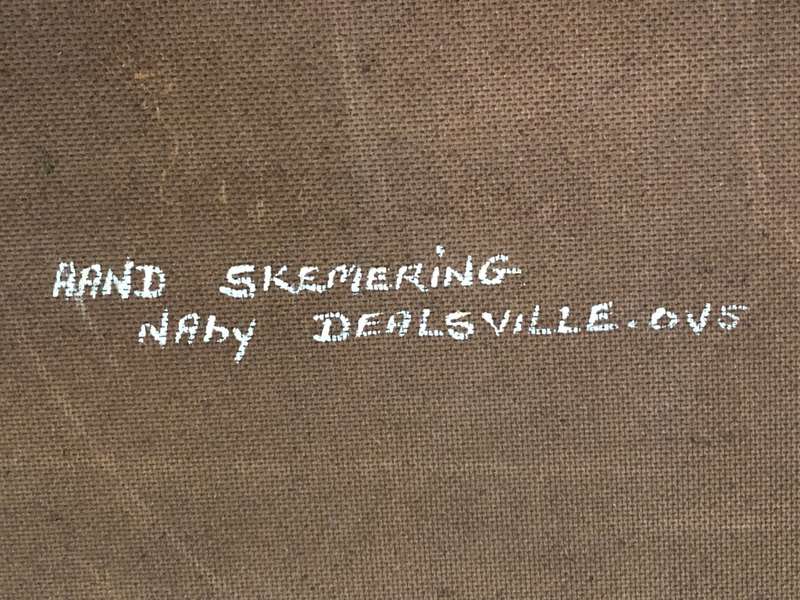 AAND SKEMERiNG
NAby DEALSViLLE. OVS